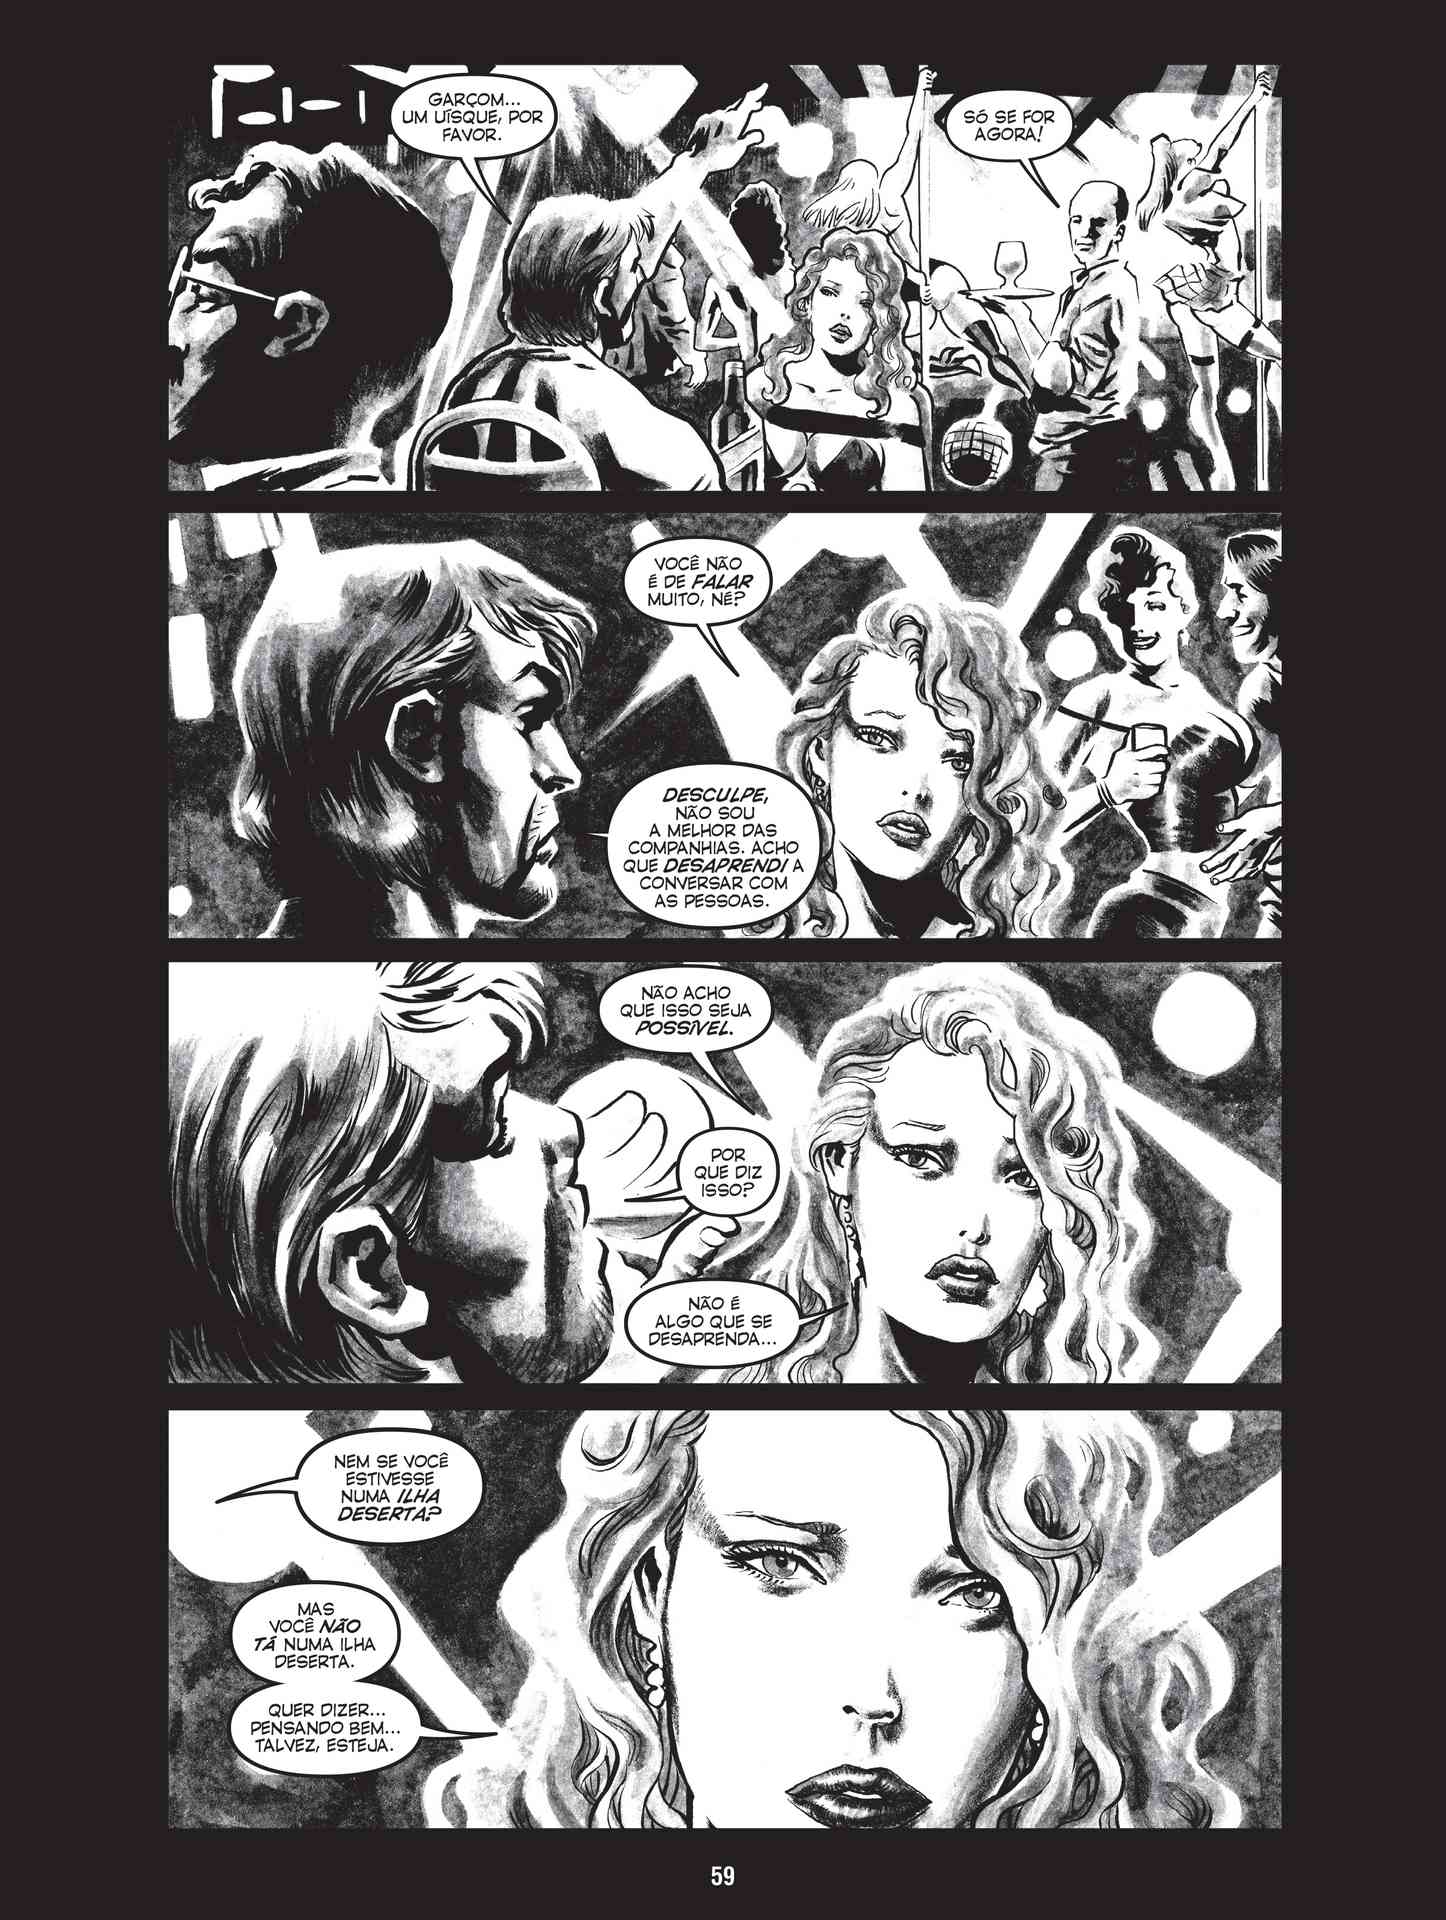 GARÇOM...
UM UÍSQUE, POR
FAVOR.
SÓ SE FOR
AGORA!
VOCÊ NÃO
É DE FALAR
MUITO, NÉ?
DESCULPE,
NÃO SOU
A MELHOR DAS
COMPANHIAS. ACHO
QUE DESAPRENDI A
CONVERSAR COM
AS PESSOAS.
NÃO ACHO
QUE ISSO SEJA
POSSÍVEL.
POR
QUE DIZ
ISSO?
NÃO É
ALGO QUE SE
DESAPRENDA...
NEM SE VOCÊ
ESTIVESSE
NUMA ILHA
DESERTA?
MAS
VOCÊ NÃO
TÁ NUMA ILHA
DESERTA.
QUER DIZER...
PENSANDO BEM...
TALVEZ, ESTEJA.
59